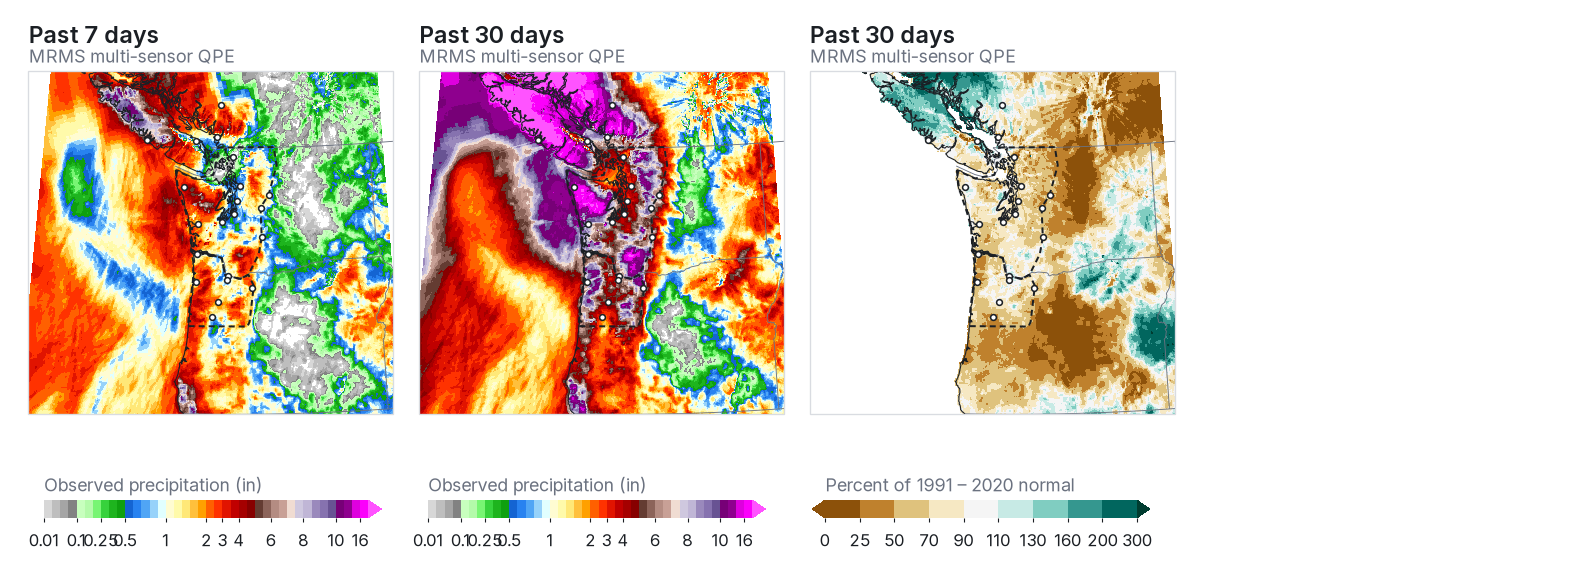 Past 7 days
MRMS multi-sensor QPE
Past 30 days
MRMS multi-sensor QPE
Past 30 days
MRMS multi-sensor QPE
Observed precipitation (in)
0.01 0.1 0.25 0.5 1 2 3 4 6 8 10 16
Observed precipitation (in)
0.01 0.1 0.25 0.5 1 2 3 4 6 8 10 16
Percent of 1991 – 2020 normal
0 25 50 70 90 110 130 160 200 300